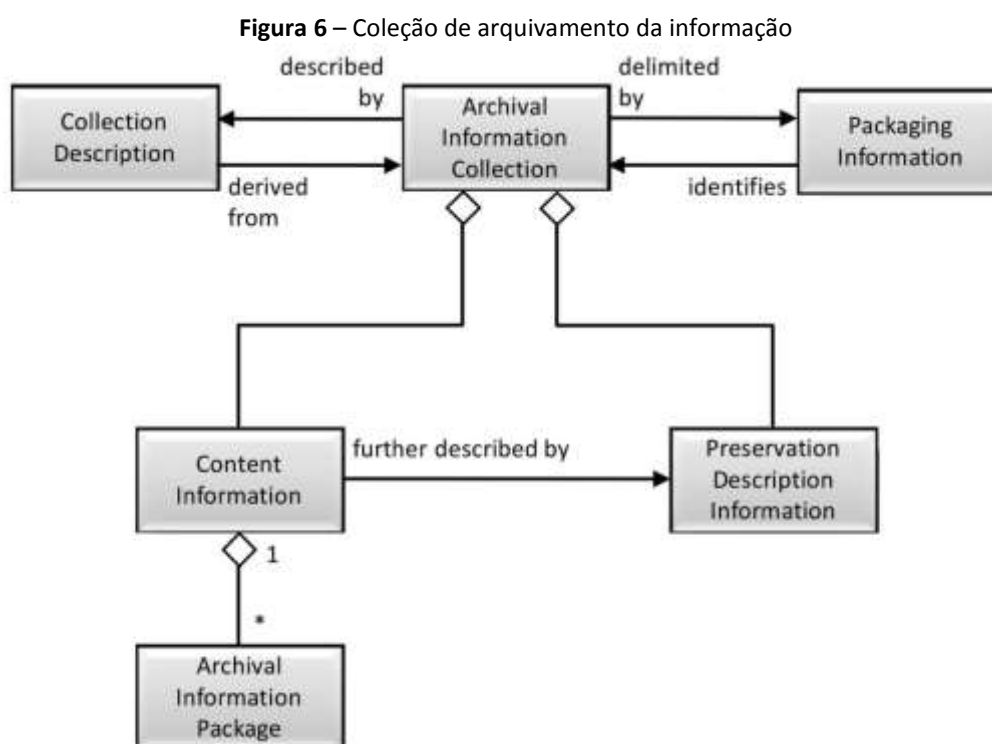 Figura 6 – Coleção de arquivamento da informação
described
by
delimited
by
Collection
Description
Archival
Information
Collection
Packaging
Information
derived
from
identifies
Content
Information
further described by
Preservation
Description
Information
1
*
Archival
Information
Package